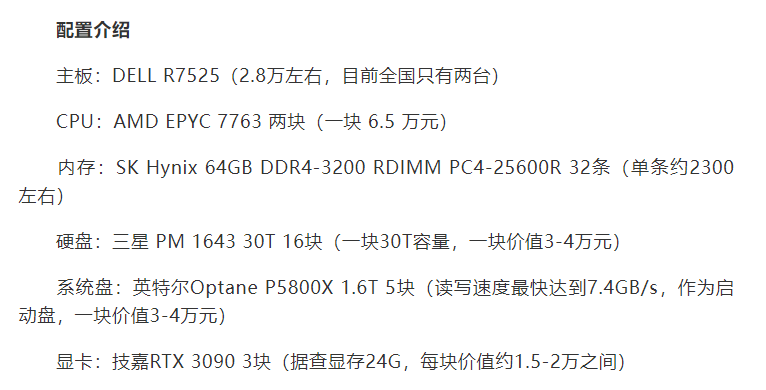 配置介绍
主板：DELL R7525（2.8万左右，目前全国只有两台）
CPU：AMD EPYC 7763 两块（一块 6.5 万元）
内存：SK Hynix 64GB DDR4-3200 RDIMM PC4-25600R 32条（单条约2300
左右）
硬盘：三星 PM 1643 30T 16块（一块30T容量，一块价值3-4万元）
系统盘：英特尔Optane P5800X 1.6T 5块（读写速度最快达到7.4GB/s，作为启
动盘，一块价值3-4万元）
显卡：技嘉RTX 3090 3块（据查显存24G，每块价值约1.5-2万之间）